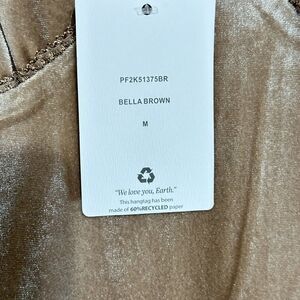 PF2K51375BR
BELLA BROWN
M
"We love you, Earth."
This hangtag has been
made of 60%RECYCLED paper